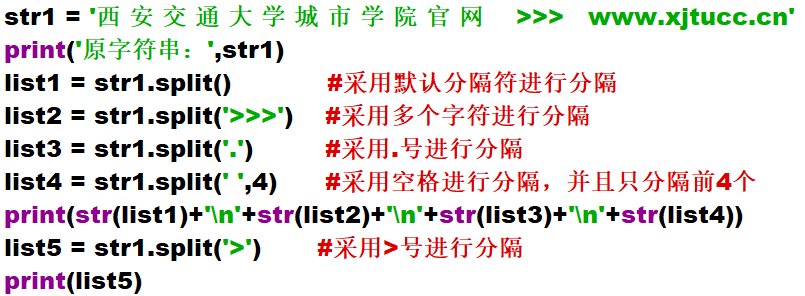 str1 = '西 安 交 通 大 学 城 市 学 院 官 网   >>>   www.xjtucc.cn'
print('原字符串：',str1)
list1 = str1.split()          #采用默认分隔符进行分隔
list2 = str1.split('>>>')   #采用多个字符进行分隔
list3 = str1.split('.')       #采用.号进行分隔
list4 = str1.split(' ',4)     #采用空格进行分隔，并且只分隔前4个
print(str(list1)+'\n'+str(list2)+'\n'+str(list3)+'\n'+str(list4))
list5 = str1.split('>')      #采用>号进行分隔
print(list5)